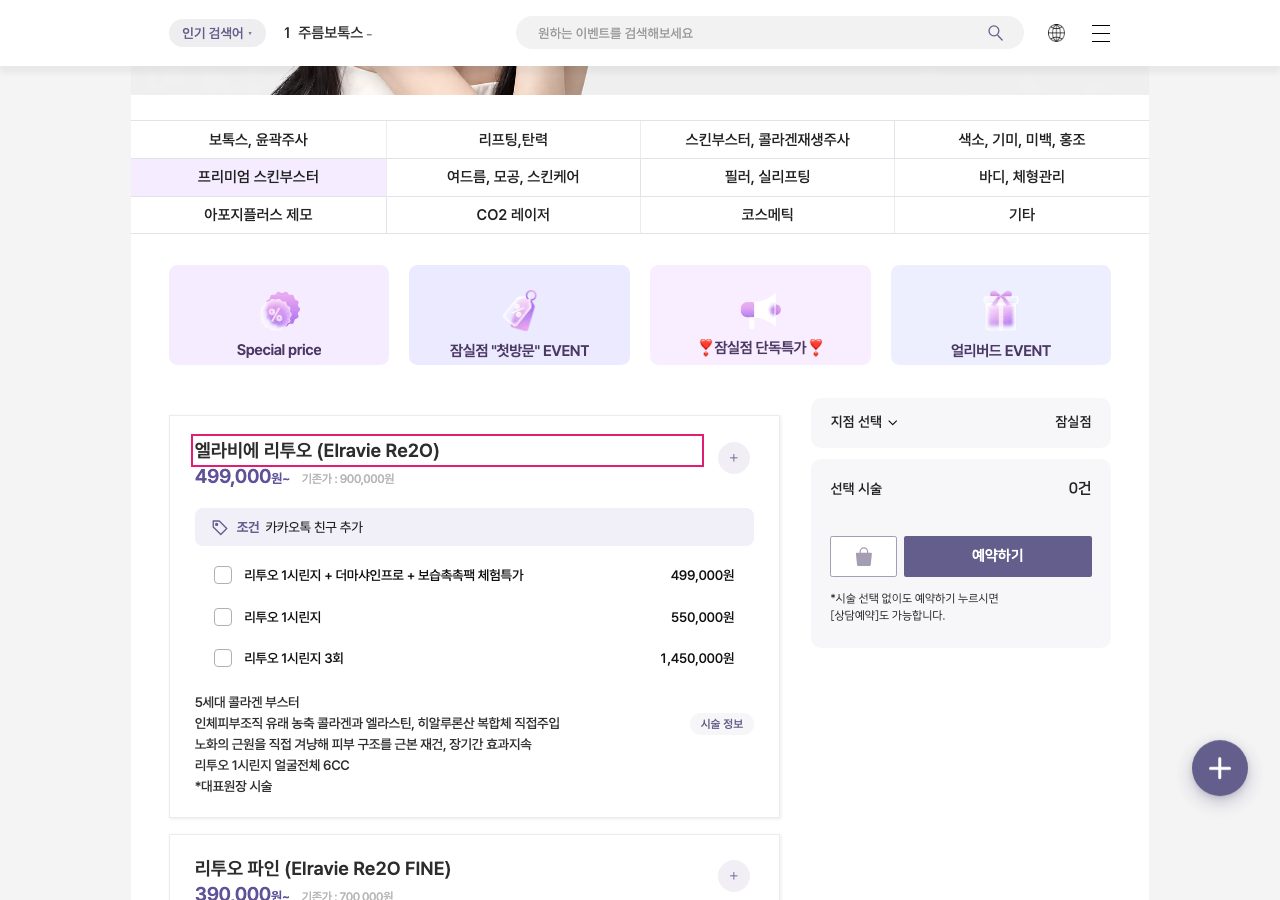 인기 검색어
1 주름보톡스 -
원하는 이벤트를 검색해보세요
보톡스, 윤곽주사
리프팅,탄력
스킨부스터, 콜라겐재생주사
색소, 기미, 미백, 홍조
프리미엄 스킨부스터
여드름, 모공, 스킨케어
필러, 실리프팅
바디, 체형관리
아포지플러스 제모
CO2 레이저
코스메틱
기타
Special price
잠실점 "첫방문" EVENT
❣️잠실점 단독특가❣️
얼리버드 EVENT
엘라비에 리투오 (Elravie Re2O)
499,000원~ 기존가 : 900,000원
조건 카카오톡 친구 추가
리투오 1시린지 + 더마샤인프로 + 보습촉촉팩 체험특가 499,000원
리투오 1시린지 550,000원
리투오 1시린지 3회 1,450,000원
5세대 콜라겐 부스터
인체피부조직 유래 농축 콜라겐과 엘라스틴, 히알루론산 복합체 직접주입
노화의 근원을 직접 겨냥해 피부 구조를 근본 재건, 장기간 효과지속
리투오 1시린지 얼굴전체 6CC
*대표원장 시술
시술 정보
리투오 파인 (Elravie Re2O FINE)
390,000원~ 기존가 : 700,000원
지점 선택 잠실점
선택 시술 0건
예약하기
*시술 선택 없이도 예약하기 누르시면
[상담예약]도 가능합니다.